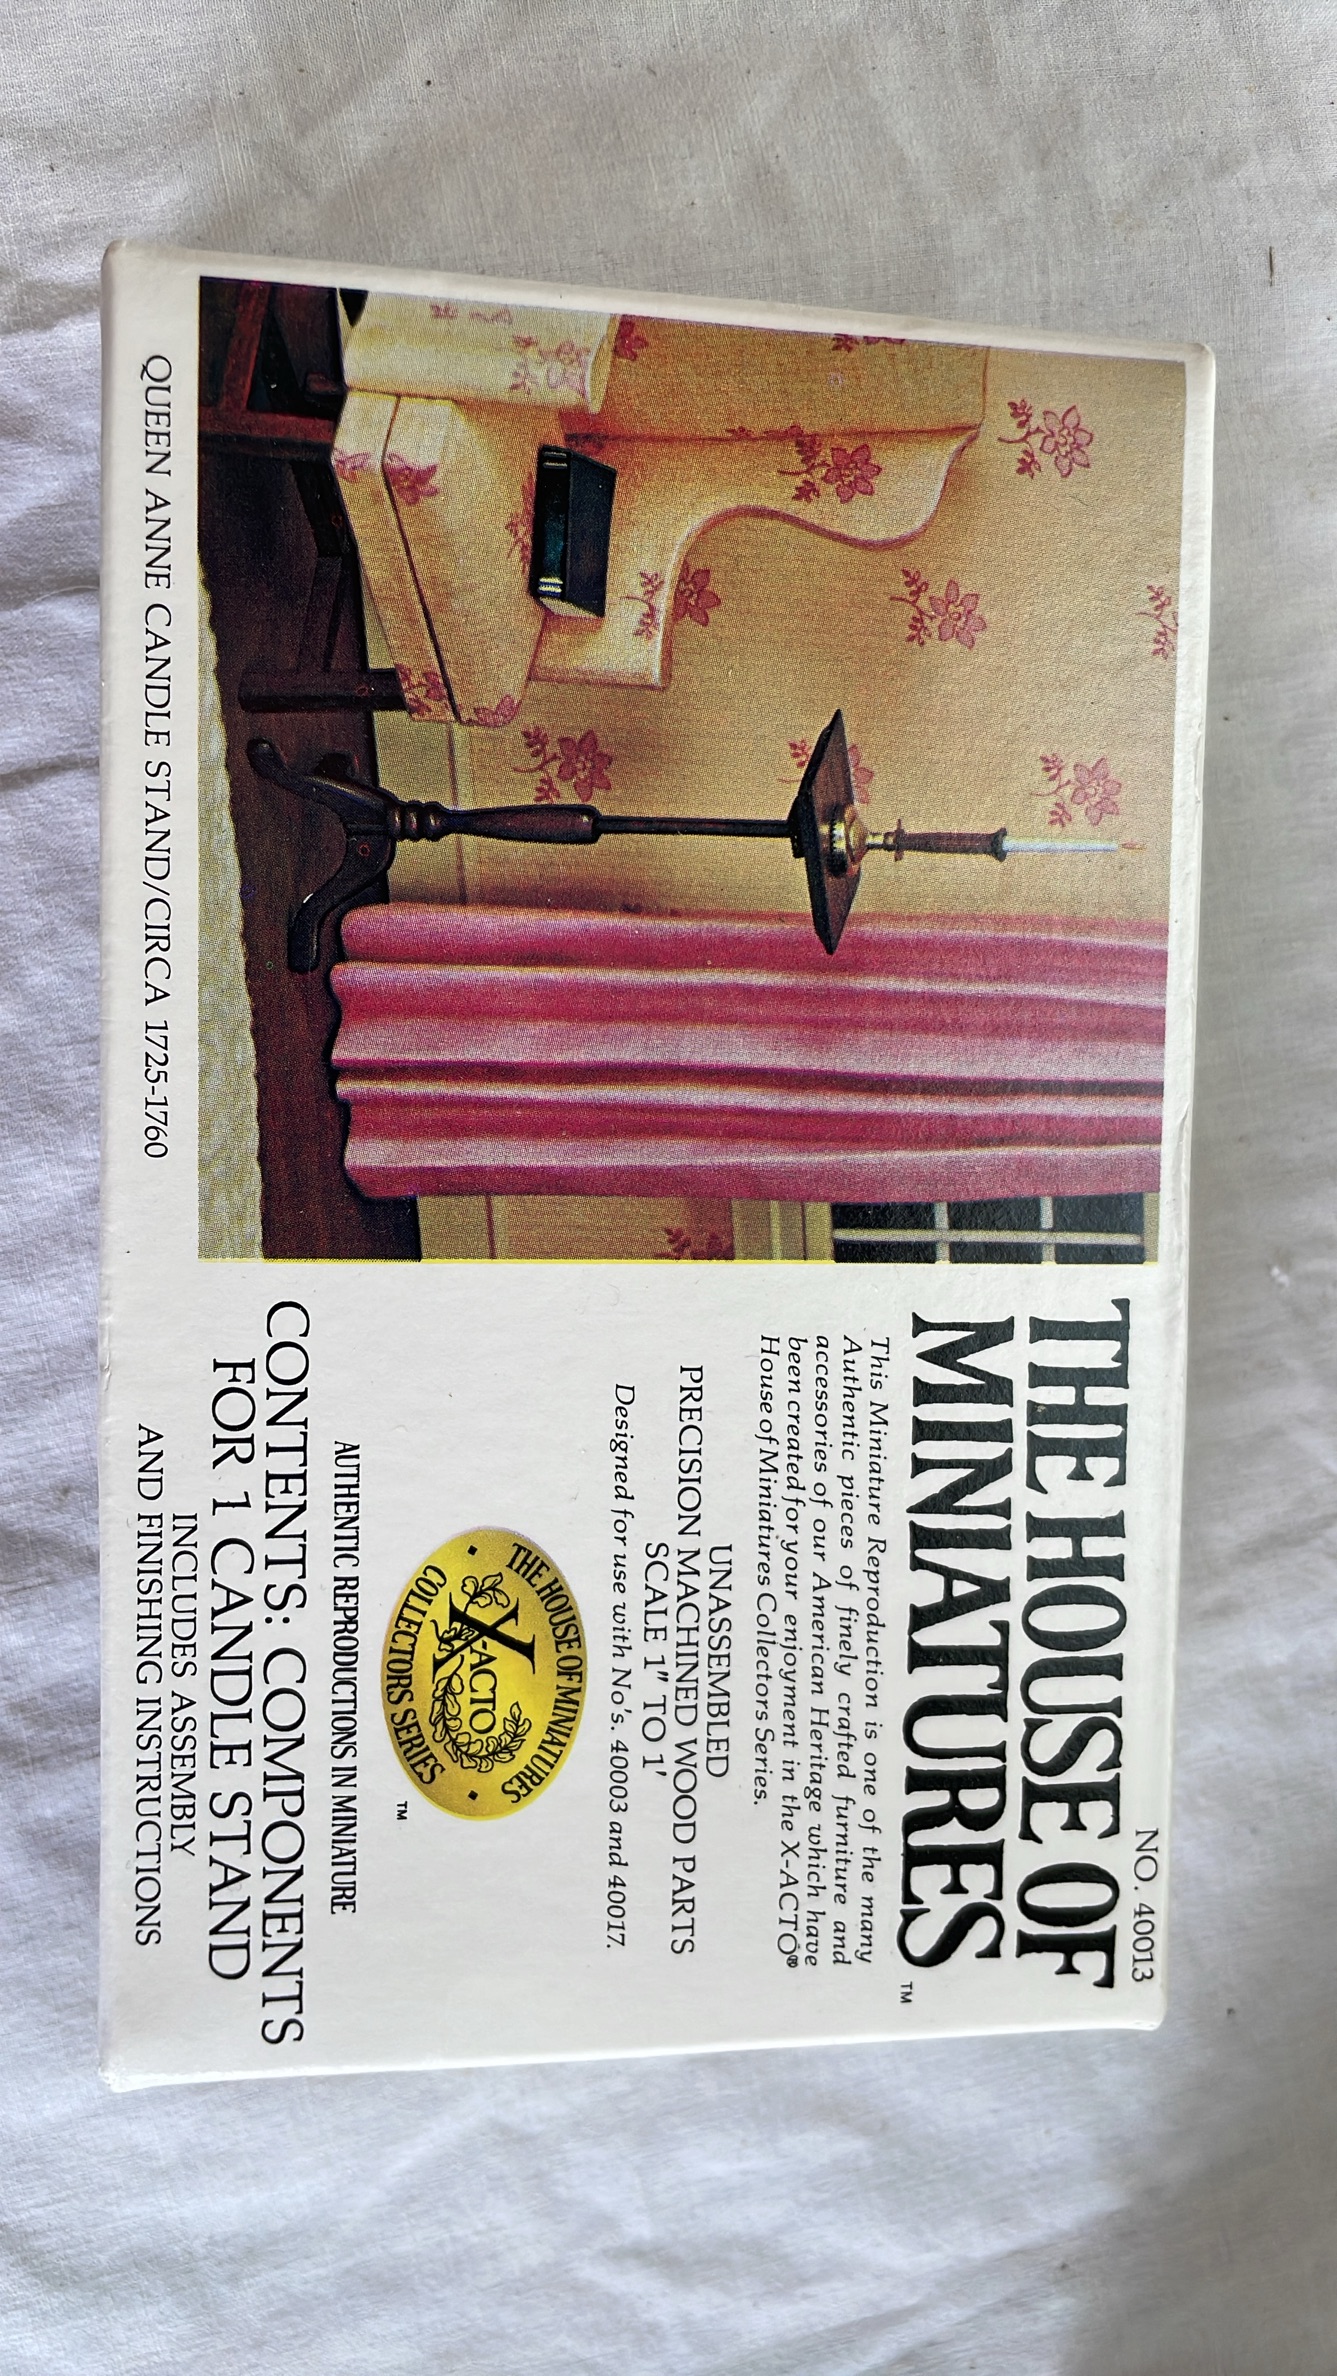 NO. 40013
THE HOUSE OF
MINIATURES™
This Miniature Reproduction is one of the many
Authentic pieces of finely crafted furniture and
accessories of our American Heritage which have
been created for your enjoyment in the X-ACTO®
House of Miniatures Collectors Series.
UNASSEMBLED
PRECISION MACHINED WOOD PARTS
SCALE 1" TO 1'
Designed for use with No's. 40003 and 40017.
THE HOUSE OF MINIATURES
X-ACTO
COLLECTORS SERIES
™
AUTHENTIC REPRODUCTIONS IN MINIATURE
CONTENTS: COMPONENTS
FOR 1 CANDLE STAND
INCLUDES ASSEMBLY
AND FINISHING INSTRUCTIONS
QUEEN ANNE CANDLE STAND/CIRCA 1725-1760